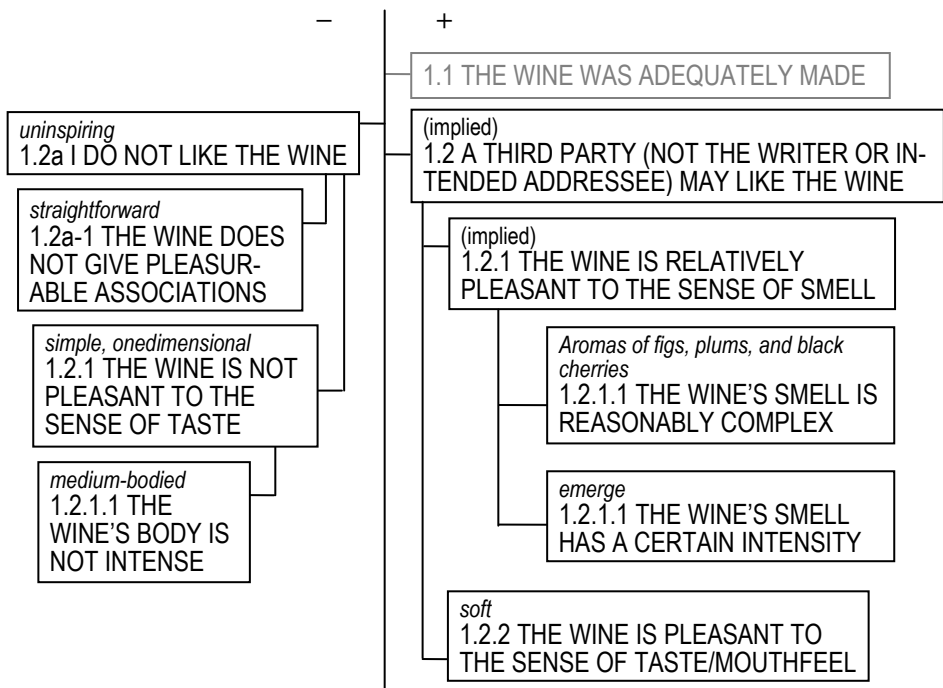 − +
1.1 THE WINE WAS ADEQUATELY MADE
uninspiring
1.2a I DO NOT LIKE THE WINE
straightforward
1.2a-1 THE WINE DOES
NOT GIVE PLEASUR-
ABLE ASSOCIATIONS
simple, onedimensional
1.2.1 THE WINE IS NOT
PLEASANT TO THE
SENSE OF TASTE
medium-bodied
1.2.1.1 THE
WINE'S BODY IS
NOT INTENSE
(implied)
1.2 A THIRD PARTY (NOT THE WRITER OR IN-
TENDED ADDRESSEE) MAY LIKE THE WINE
(implied)
1.2.1 THE WINE IS RELATIVELY
PLEASANT TO THE SENSE OF SMELL
Aromas of figs, plums, and black
cherries
1.2.1.1 THE WINE'S SMELL IS
REASONABLY COMPLEX
emerge
1.2.1.1 THE WINE'S SMELL
HAS A CERTAIN INTENSITY
soft
1.2.2 THE WINE IS PLEASANT TO
THE SENSE OF TASTE/MOUTHFEEL